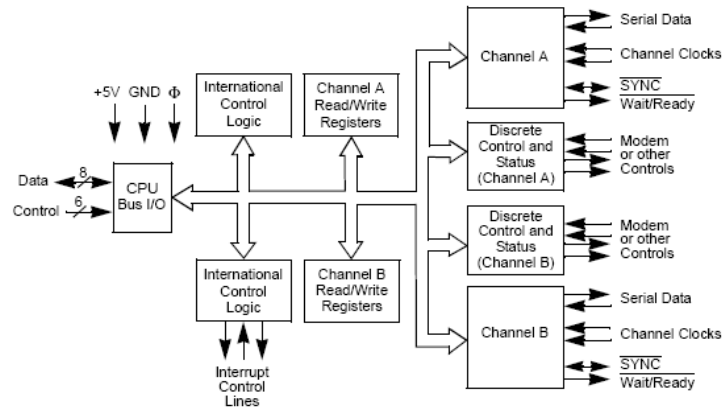 +5V GND Φ
Data 8
Control 6
CPU
Bus I/O
International
Control
Logic
Channel A
Read/Write
Registers
International
Control
Logic
Channel B
Read/Write
Registers
Interrupt
Control
Lines
Channel A
Serial Data
Channel Clocks
SYNC
Wait/Ready
Discrete
Control and
Status
(Channel A)
Modem
or other
Controls
Discrete
Control and
Status
(Channel B)
Modem
or other
Controls
Channel B
Serial Data
Channel Clocks
SYNC
Wait/Ready